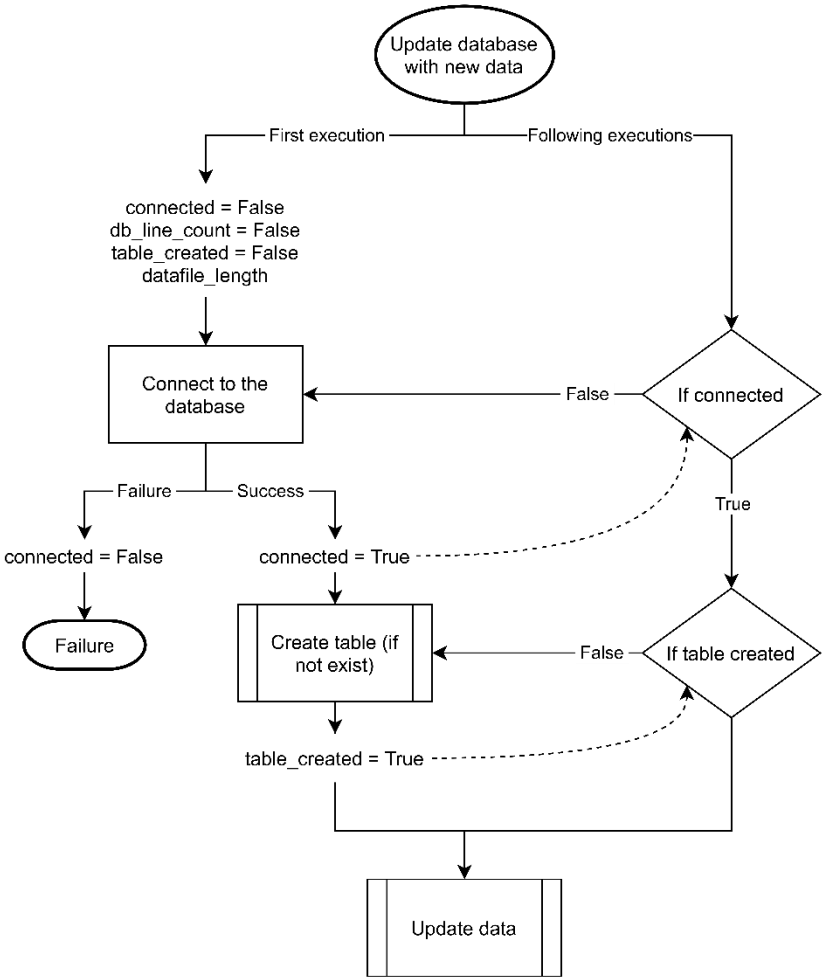 Update database
with new data
First execution
Following executions
connected = False
db_line_count = False
table_created = False
datafile_length
Connect to the
database
False
If connected
Failure
Success
True
connected = False
connected = True
Failure
Create table (if
not exist)
False
If table created
table_created = True
Update data